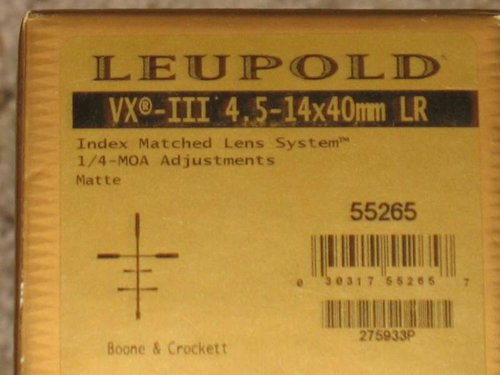 LEUPOLD
VX®-III 4.5-14x40mm LR
Index Matched Lens System™
1/4-MOA Adjustments
Matte
55265
0 30317 55265 7
275933P
Boone & Crockett